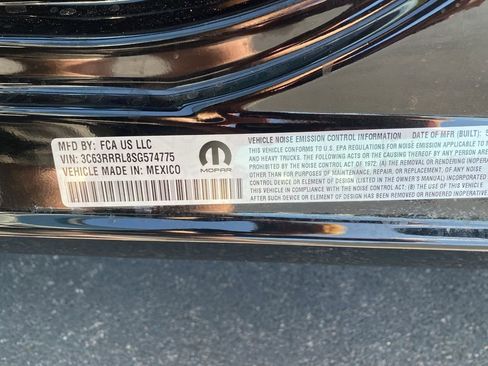 MFD BY: FCA US LLC
VIN: 3C63RRRL8SG574775
VEHICLE MADE IN: MEXICO
MOPAR
VEHICLE NOISE EMISSION CONTROL INFORMATION DATE OF MFR (BUILT): 5
THIS VEHICLE CONFORMS TO U.S. EPA REGULATIONS FOR NOISE EMISSION APPLICABLE TO M
AND HEAVY TRUCKS. THE FOLLOWING ACTS OR THE CAUSING THEREOF BY ANY PERSON ARE
PROHIBITED BY THE NOISE CONTROL ACT OF 1972: (A) THE REMOVAL OR RENDERING INOPERA
OTHER THAN FOR PURPOSES OF MAINTENANCE, REPAIR, OR REPLACEMENT, OF ANY NOISE
ELEMENT OF DESIGN (LISTED IN THE OWNER'S MANUAL) INCORPORATED
THIS VEHICLE IN COMPLIANCE WITH NOISE CONTROL ACT: (B) THE USE OF THIS VEHICLE
AFTER SUCH DEVICE OR ELEMENT OF DESIGN HAS BEEN REMOVED OR RENDERED INOPERATIVE.